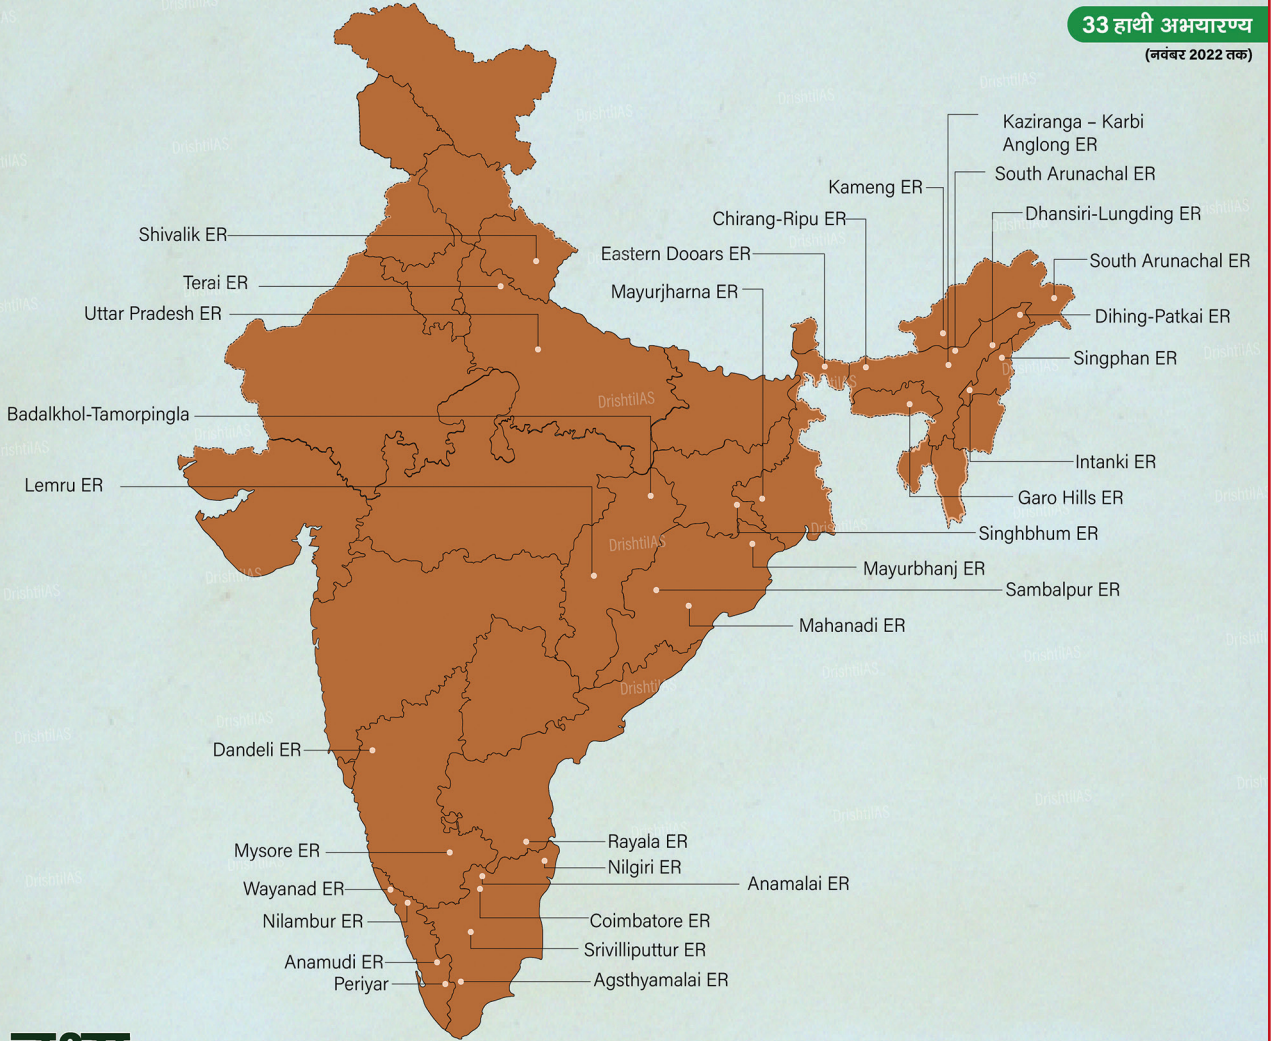 33 हाथी अभयारण्य
(नवंबर 2022 तक)
Kaziranga – Karbi
Anglong ER
South Arunachal ER
Kameng ER
Dhansiri-Lungding ER
Chirang-Ripu ER
Shivalik ER
Eastern Dooars ER
South Arunachal ER
Terai ER
Mayurjharna ER
Uttar Pradesh ER
Dihing-Patkai ER
Singphan ER
Badalkhol-Tamorpingla
Intanki ER
Lemru ER
Garo Hills ER
Singhbhum ER
Mayurbhanj ER
Sambalpur ER
Mahanadi ER
Dandeli ER
Rayala ER
Mysore ER
Nilgiri ER
Anamalai ER
Wayanad ER
Nilambur ER
Coimbatore ER
Srivilliputtur ER
Anamudi ER
Agsthyamalai ER
Periyar
DrishtiIAS